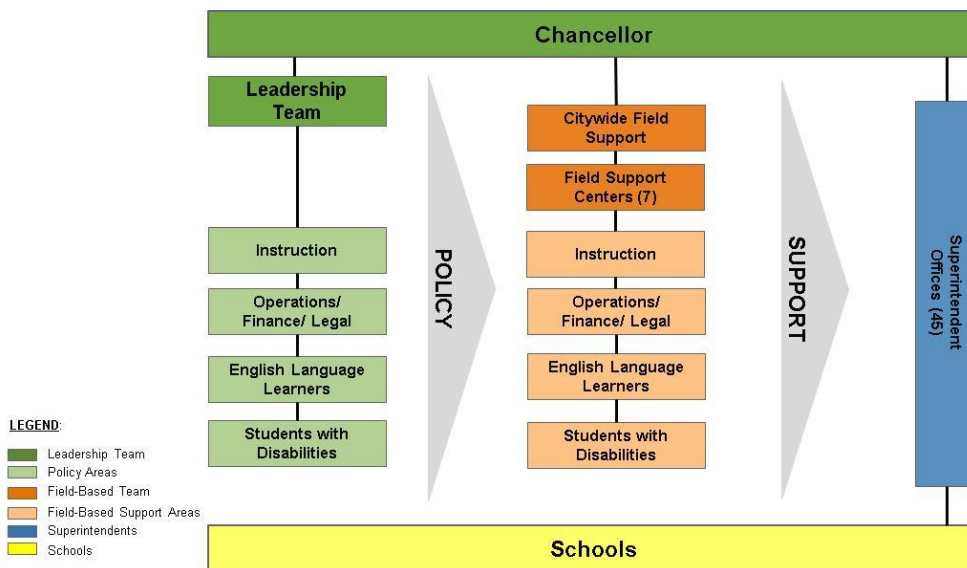 Chancellor
Leadership
Team
Instruction
Operations/
Finance/ Legal
English Language
Learners
Students with
Disabilities
POLICY
Citywide Field
Support
Field Support
Centers (7)
Instruction
Operations/
Finance/ Legal
English Language
Learners
Students with
Disabilities
SUPPORT
Superintendent
Offices (45)
Schools
LEGEND:
Leadership Team
Policy Areas
Field-Based Team
Field-Based Support Areas
Superintendents
Schools